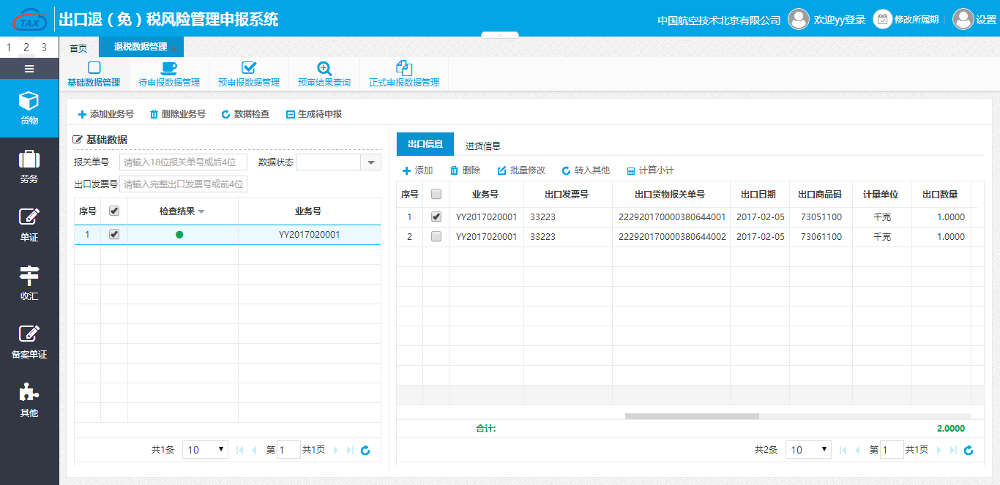 TAX 出口退（免）税风险管理申报系统 中国航空技术北京有限公司 欢迎yy登录 修改所属期 设置
1 2 3 首页 退税数据管理
基础数据管理 待申报数据管理 预申报数据管理 预审结果查询 正式申报数据管理
货物
劳务
单证
收汇
备案单证
其他
添加业务号 删除业务号 数据检查 生成待申报
基础数据
报关单号 请输入18位报关单号或后4位 数据状态
出口发票号 请输入完整出口发票号或前4位
序号 检查结果 业务号
1 YY2017020001
共1条 10 第 1 共1页
出口信息 进货信息
添加 删除 批量修改 转入其他 计算小计
序号 业务号 出口发票号 出口货物报关单号 出口日期 出口商品码 计量单位 出口数量
1 YY2017020001 33223 222920170000380644001 2017-02-05 73051100 千克 1.0000
2 YY2017020001 33223 222920170000380644002 2017-02-05 73061100 千克 1.0000
合计: 2.0000
共2条 10 第 1 共1页